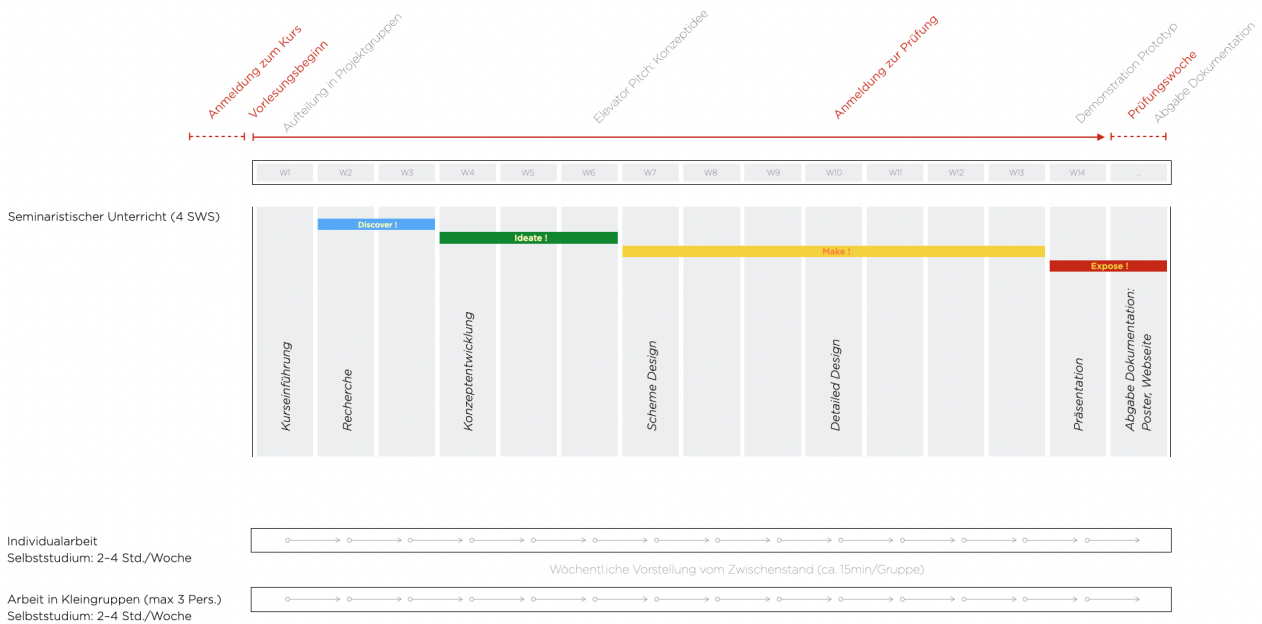 Anmeldung zum Kurs
Vorlesungsbeginn
Aufteilung in Projektgruppen
Elevator Pitch: Konzeptidee
Anmeldung zur Prüfung
Demonstration Prototyp
Prüfungswoche
Abgabe Dokumentation
W1 W2 W3 W4 W5 W6 W7 W8 W9 W10 W11 W12 W13 W14 ..
Seminaristischer Unterricht (4 SWS)
Discover !
Ideate !
Make !
Expose !
Kurseinführung
Recherche
Konzeptentwicklung
Scheme Design
Detailed Design
Präsentation
Abgabe Dokumentation:
Poster, Webseite
Individualarbeit
Selbststudium: 2–4 Std./Woche
Wöchentliche Vorstellung vom Zwischenstand (ca. 15min/Gruppe)
Arbeit in Kleingruppen (max 3 Pers.)
Selbststudium: 2–4 Std./Woche